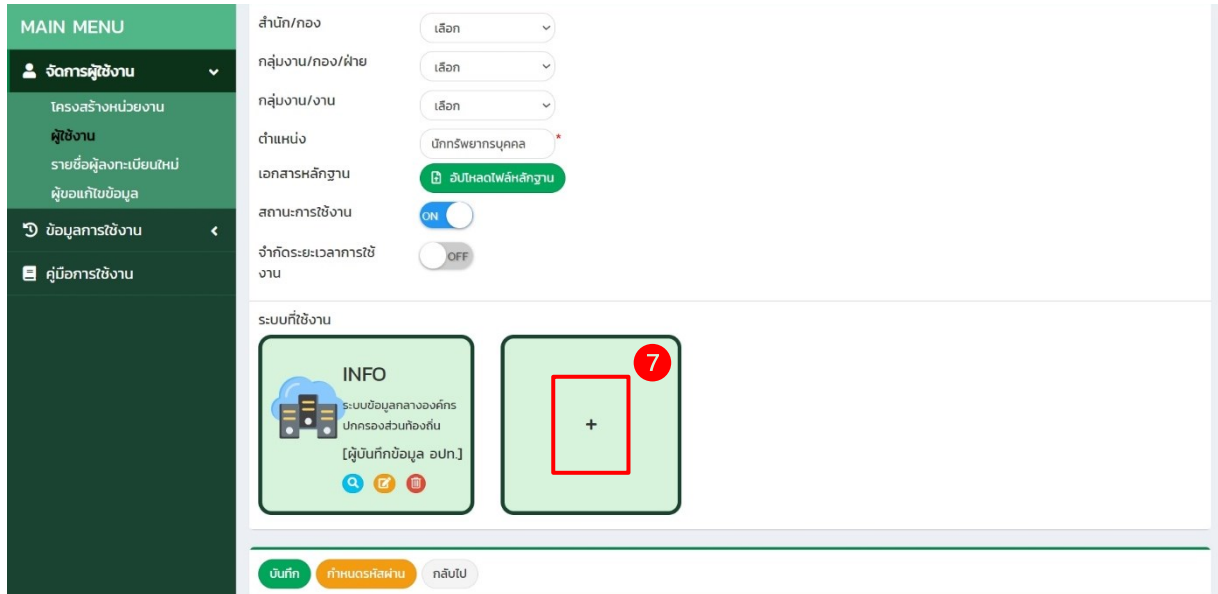 MAIN MENU
จัดการผู้ใช้งาน
โครงสร้างหน่วยงาน
ผู้ใช้งาน
รายชื่อผู้ลงทะเบียนใหม่
ผู้ขอแก้ไขข้อมูล
ข้อมูลการใช้งาน
คู่มือการใช้งาน
สำนัก/กอง
เลือก
กลุ่มงาน/กอง/ฝ่าย
เลือก
กลุ่มงาน/งาน
เลือก
ตำแหน่ง
นักทรัพยากรบุคคล
*
เอกสารหลักฐาน
อัปโหลดไฟล์หลักฐาน
สถานะการใช้งาน
ON
จำกัดระยะเวลาการใช้
งาน
OFF
ระบบที่ใช้งาน
INFO
ระบบข้อมูลกลางองค์กร
ปกครองส่วนท้องถิ่น
[ผู้บันทึกข้อมูล อปท.]
7
+
บันทึก
กำหนดรหัสผ่าน
กลับไป